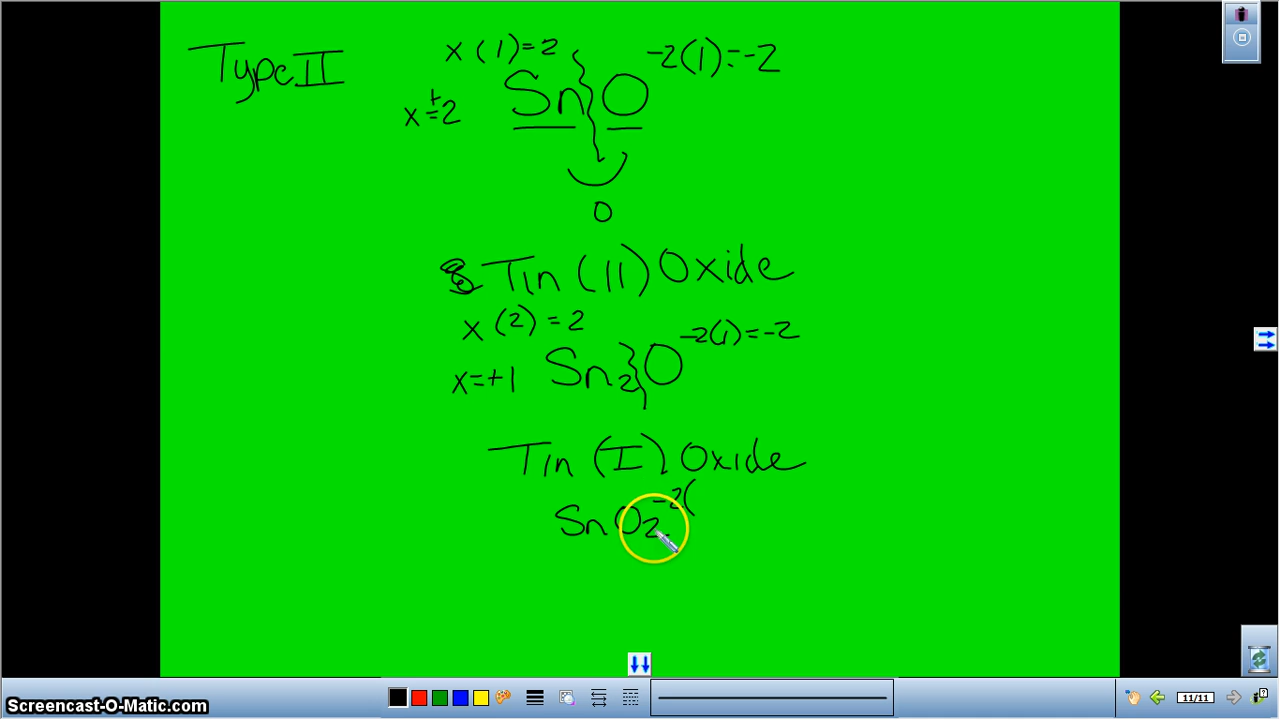 Type II
x (1) = 2
-2(1) = -2
SnO
x = +2
0
Tin (II) Oxide
x (2) = 2
-2(1) = -2
Sn2O
x = +1
Tin (I) Oxide
-2(
SnO2
11/11
Screencast-O-Matic.com